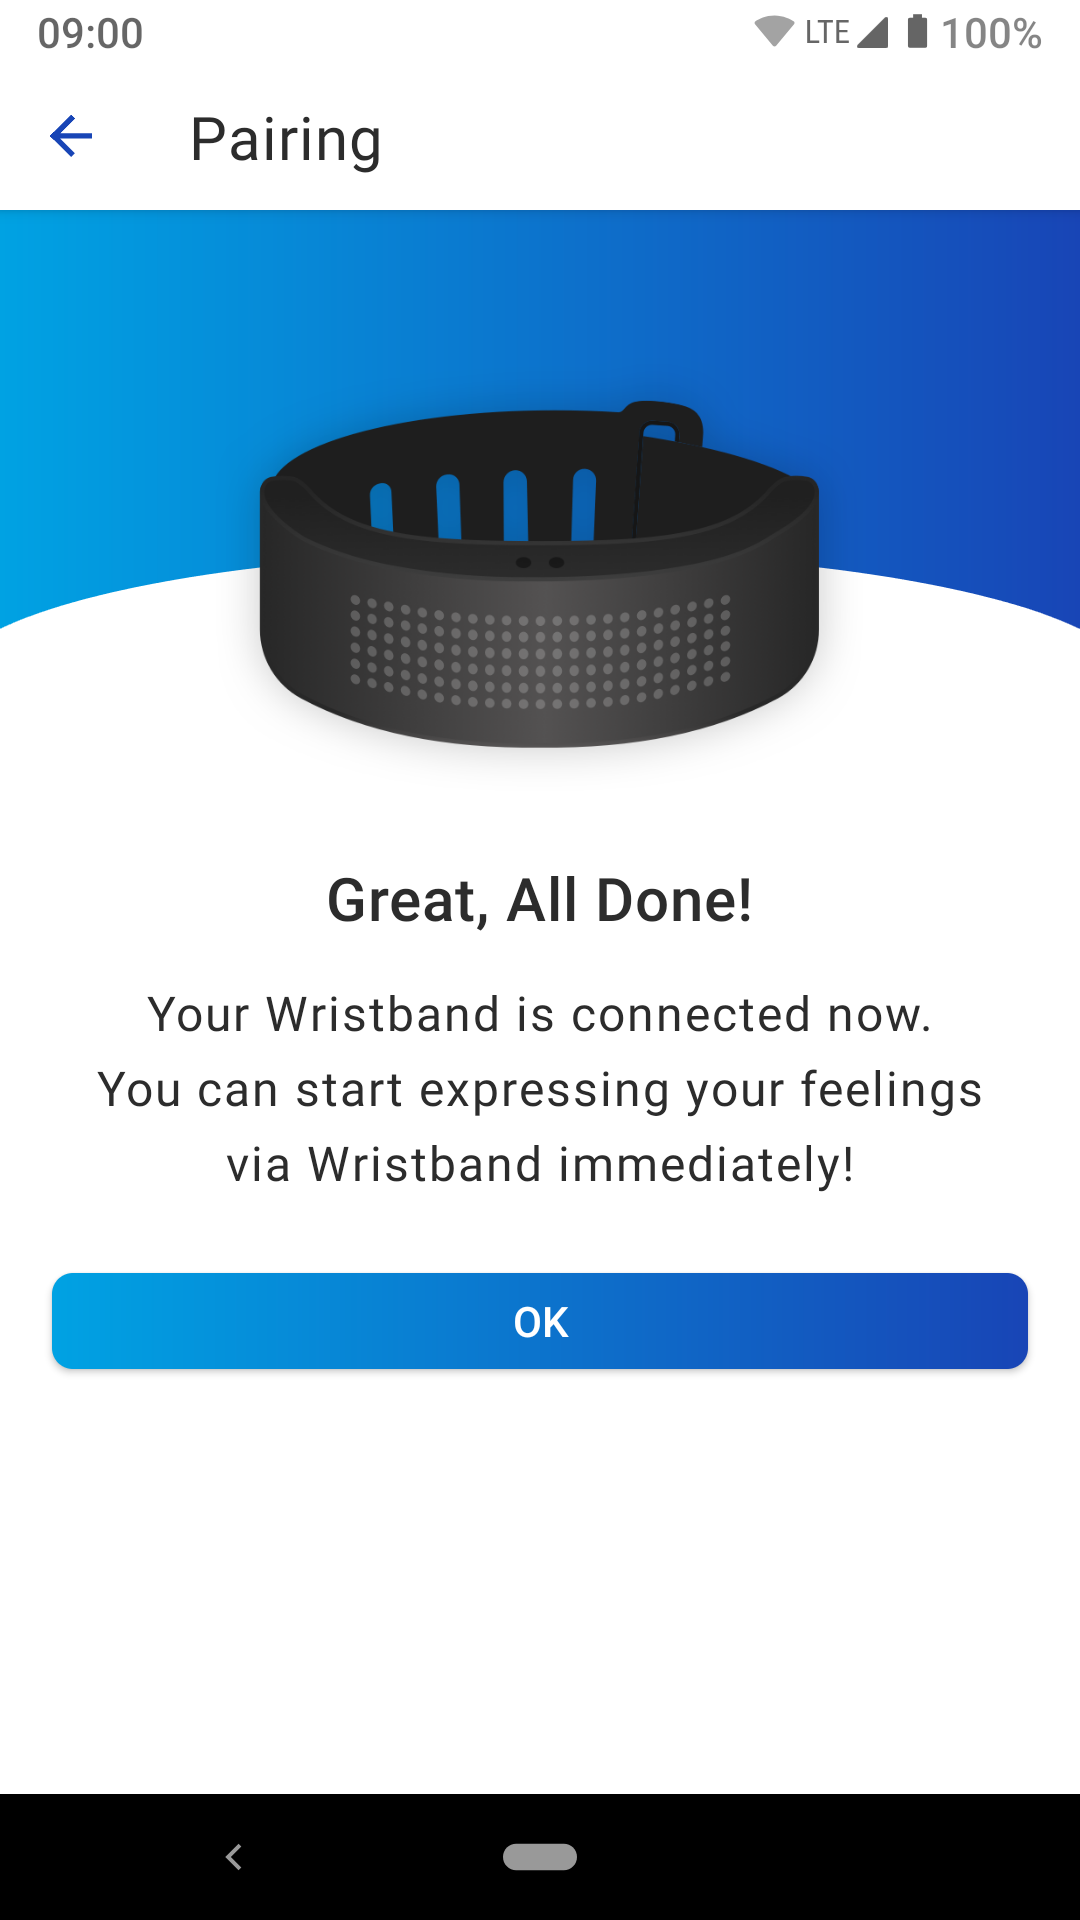 09:00 LTE 100%
Pairing
Great, All Done!
Your Wristband is connected now.
You can start expressing your feelings
via Wristband immediately!
OK